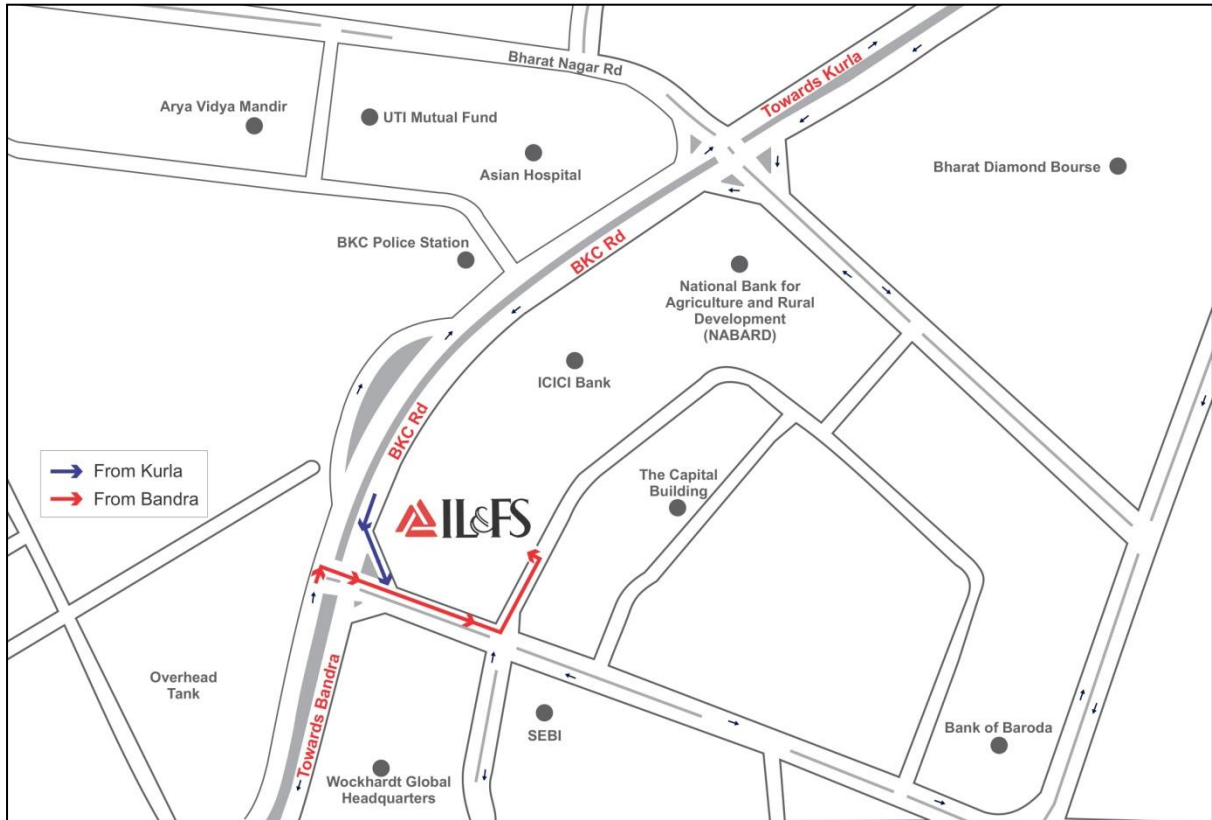 Bharat Nagar Rd
Towards Kurla
Arya Vidya Mandir
UTI Mutual Fund
Asian Hospital
Bharat Diamond Bourse
BKC Police Station
BKC Rd
National Bank for
Agriculture and Rural
Development
(NABARD)
ICICI Bank
BKC Rd
From Kurla
From Bandra
The Capital
Building
IL&FS
Overhead
Tank
Towards Bandra
SEBI
Bank of Baroda
Wockhardt Global
Headquarters